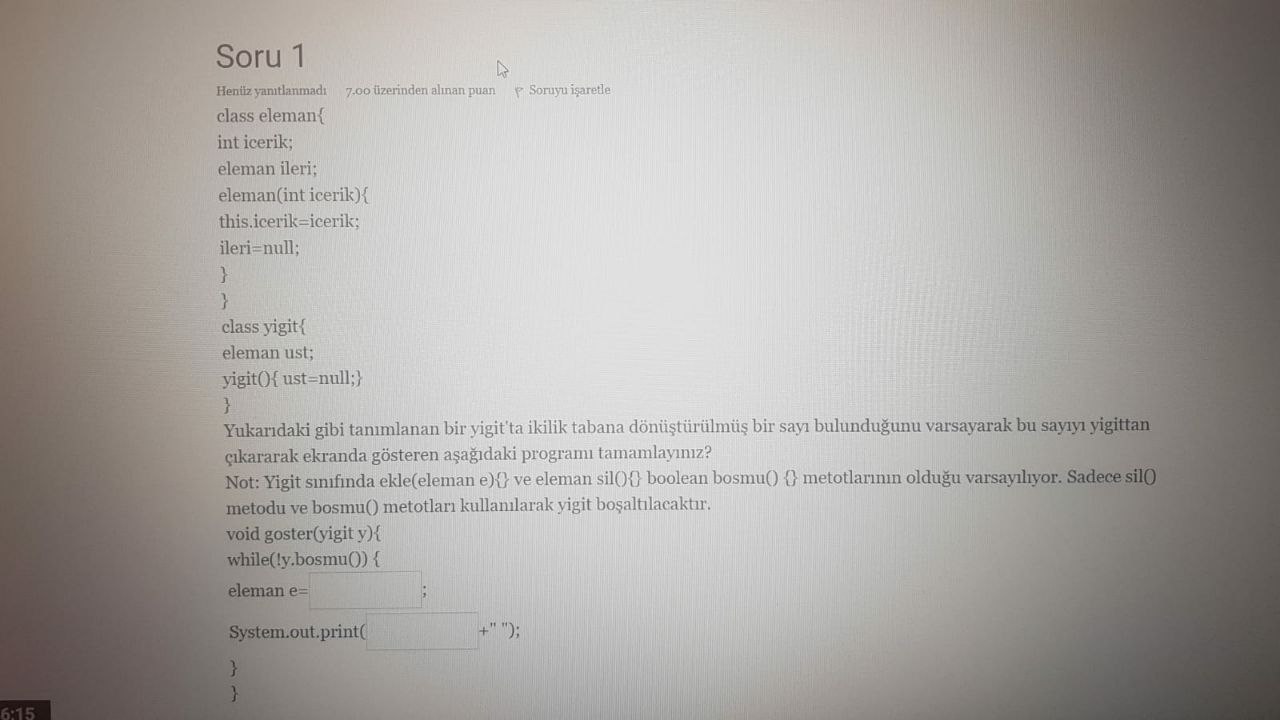 Soru 1
Henüz yanıtlanmadı 7.00 üzerinden alınan puan Soruyu işaretle
class eleman{
int icerik;
eleman ileri;
eleman(int icerik){
this.icerik=icerik;
ileri=null;
}
}
class yigit{
eleman ust;
yigit(){ ust=null;}
}
Yukarıdaki gibi tanımlanan bir yigit'ta ikilik tabana dönüştürülmüş bir sayı bulunduğunu varsayarak bu sayıyı yigittan
çıkararak ekranda gösteren aşağıdaki programı tamamlayınız?
Not: Yigit sınıfında ekle(eleman e){} ve eleman sil(){} boolean bosmu() {} metotlarının olduğu varsayılıyor. Sadece sil()
metodu ve bosmu() metotları kullanılarak yigit boşaltılacaktır.
void goster(yigit y){
while(!y.bosmu()) {
eleman e= ;
System.out.print( +" ");
}
}
6:15